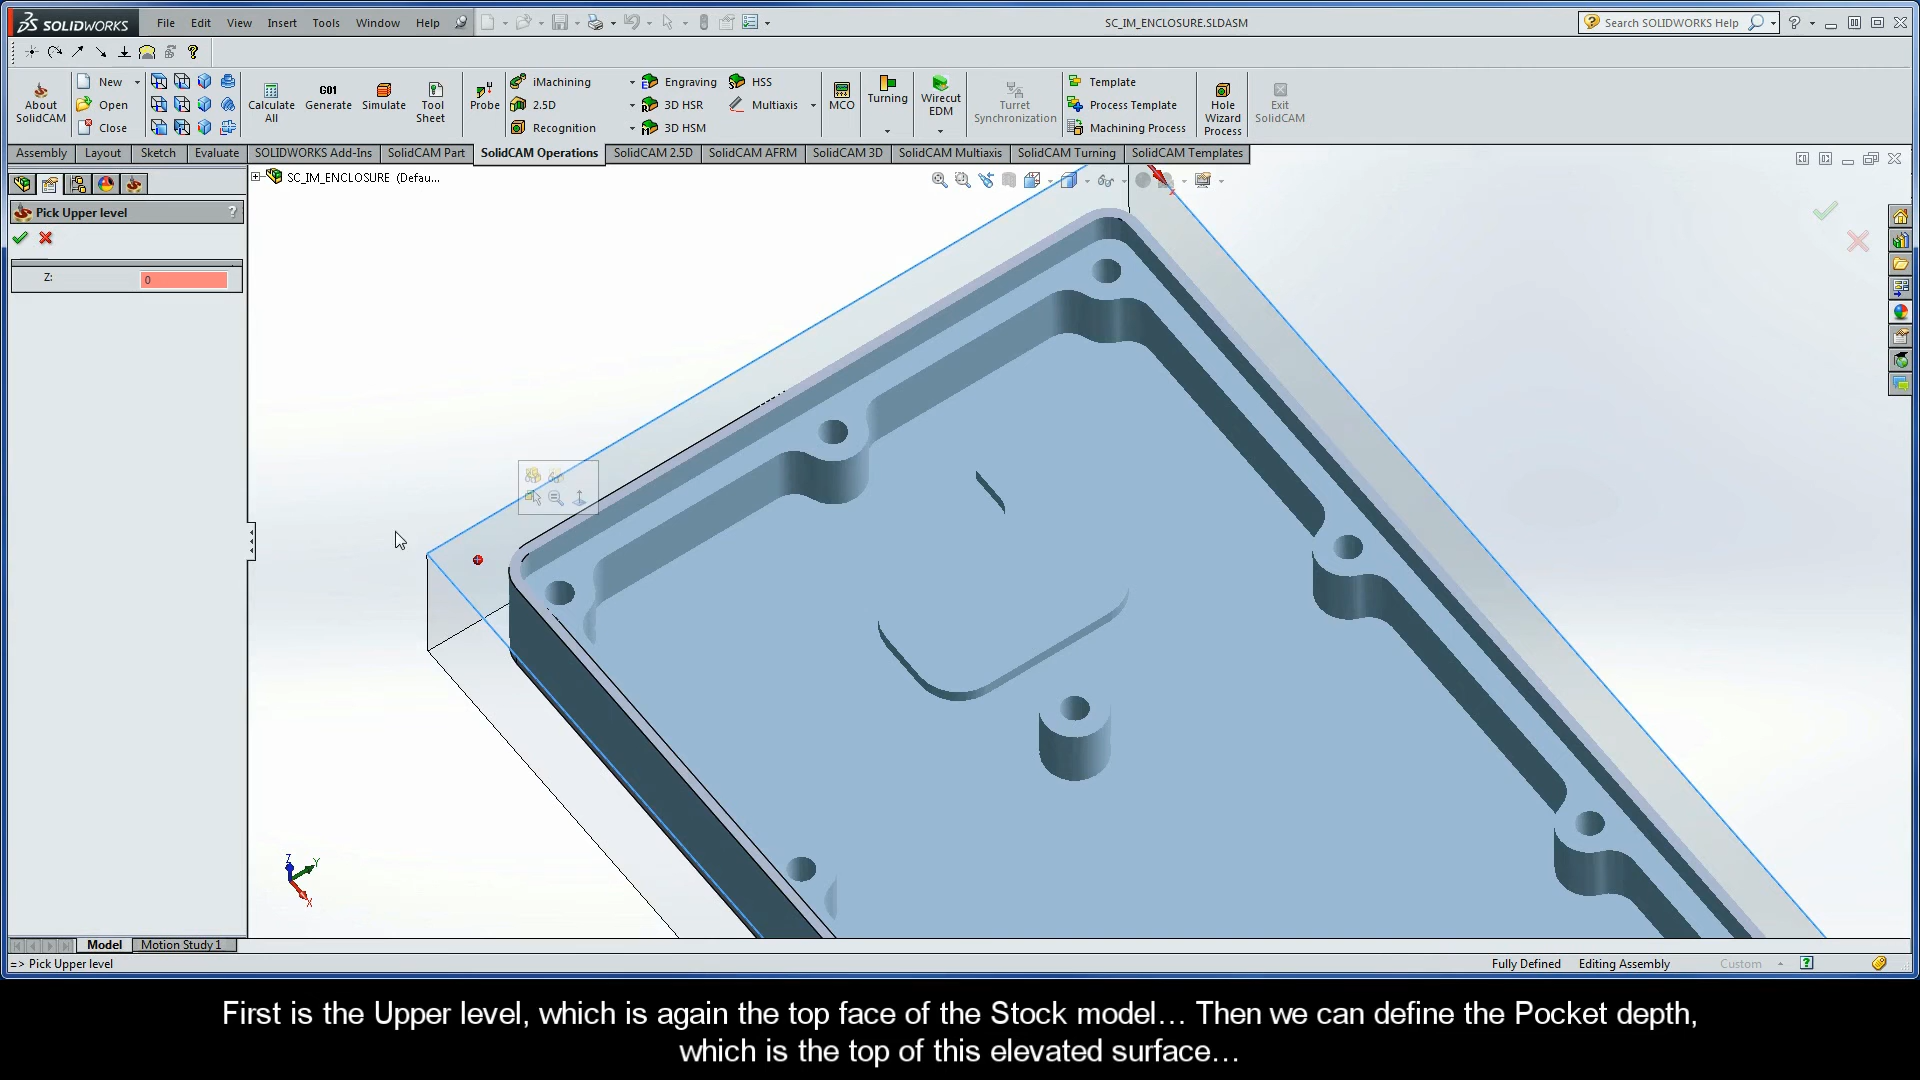 SOLIDWORKS File Edit View Insert Tools Window Help SC_IM_ENCLOSURE.SLDASM Search SOLIDWORKS Help
About SolidCAM
New
Open
Close
Calculate All
G01 Generate
Simulate
Tool Sheet
Probe
iMachining
2.5D
Recognition
Engraving
3D HSR
3D HSM
HSS
Multiaxis
MCO
Turning
Wirecut EDM
Turret Synchronization
Template
Process Template
Machining Process
Hole Wizard Process
Exit SolidCAM
Assembly Layout Sketch Evaluate SOLIDWORKS Add-Ins SolidCAM Part SolidCAM Operations SolidCAM 2.5D SolidCAM AFRM SolidCAM 3D SolidCAM Multiaxis SolidCAM Turning SolidCAM Templates
SC_IM_ENCLOSURE (Defau...
Pick Upper level ?
Z: 0
Z
Y
X
Model Motion Study 1
=> Pick Upper level Fully Defined Editing Assembly Custom
First is the Upper level, which is again the top face of the Stock model… Then we can define the Pocket depth,
which is the top of this elevated surface…